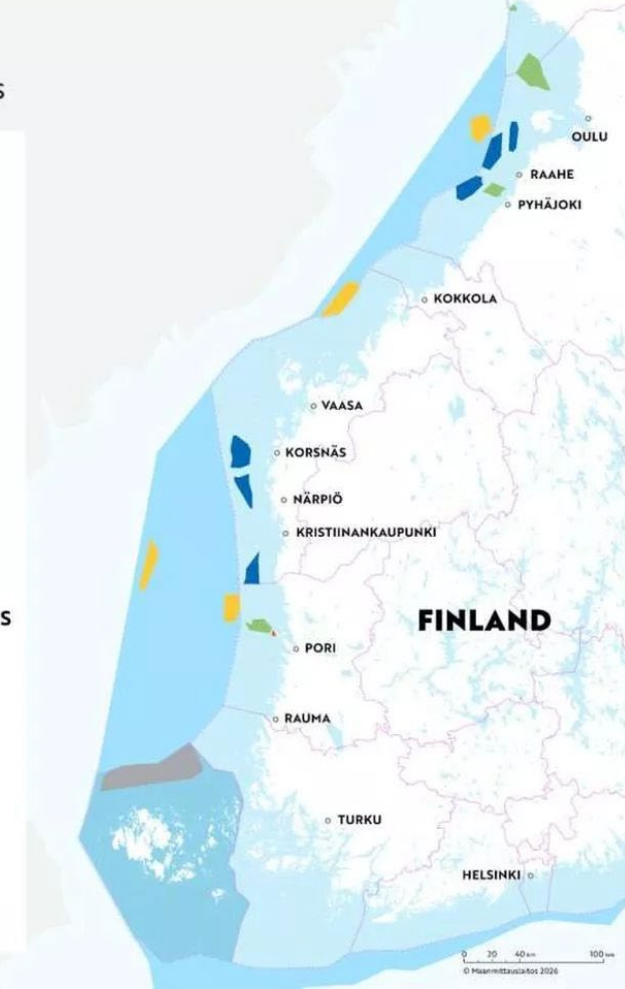 S
OULU
RAAHE
PYHÄJOKI
KOKKOLA
VAASA
KORSNÄS
NÄRPIÖ
KRISTIINANKAUPUNKI
S
FINLAND
PORI
RAUMA
TURKU
HELSINKI
0 20 40 km 100 km
© Maanmittauslaitos 2026